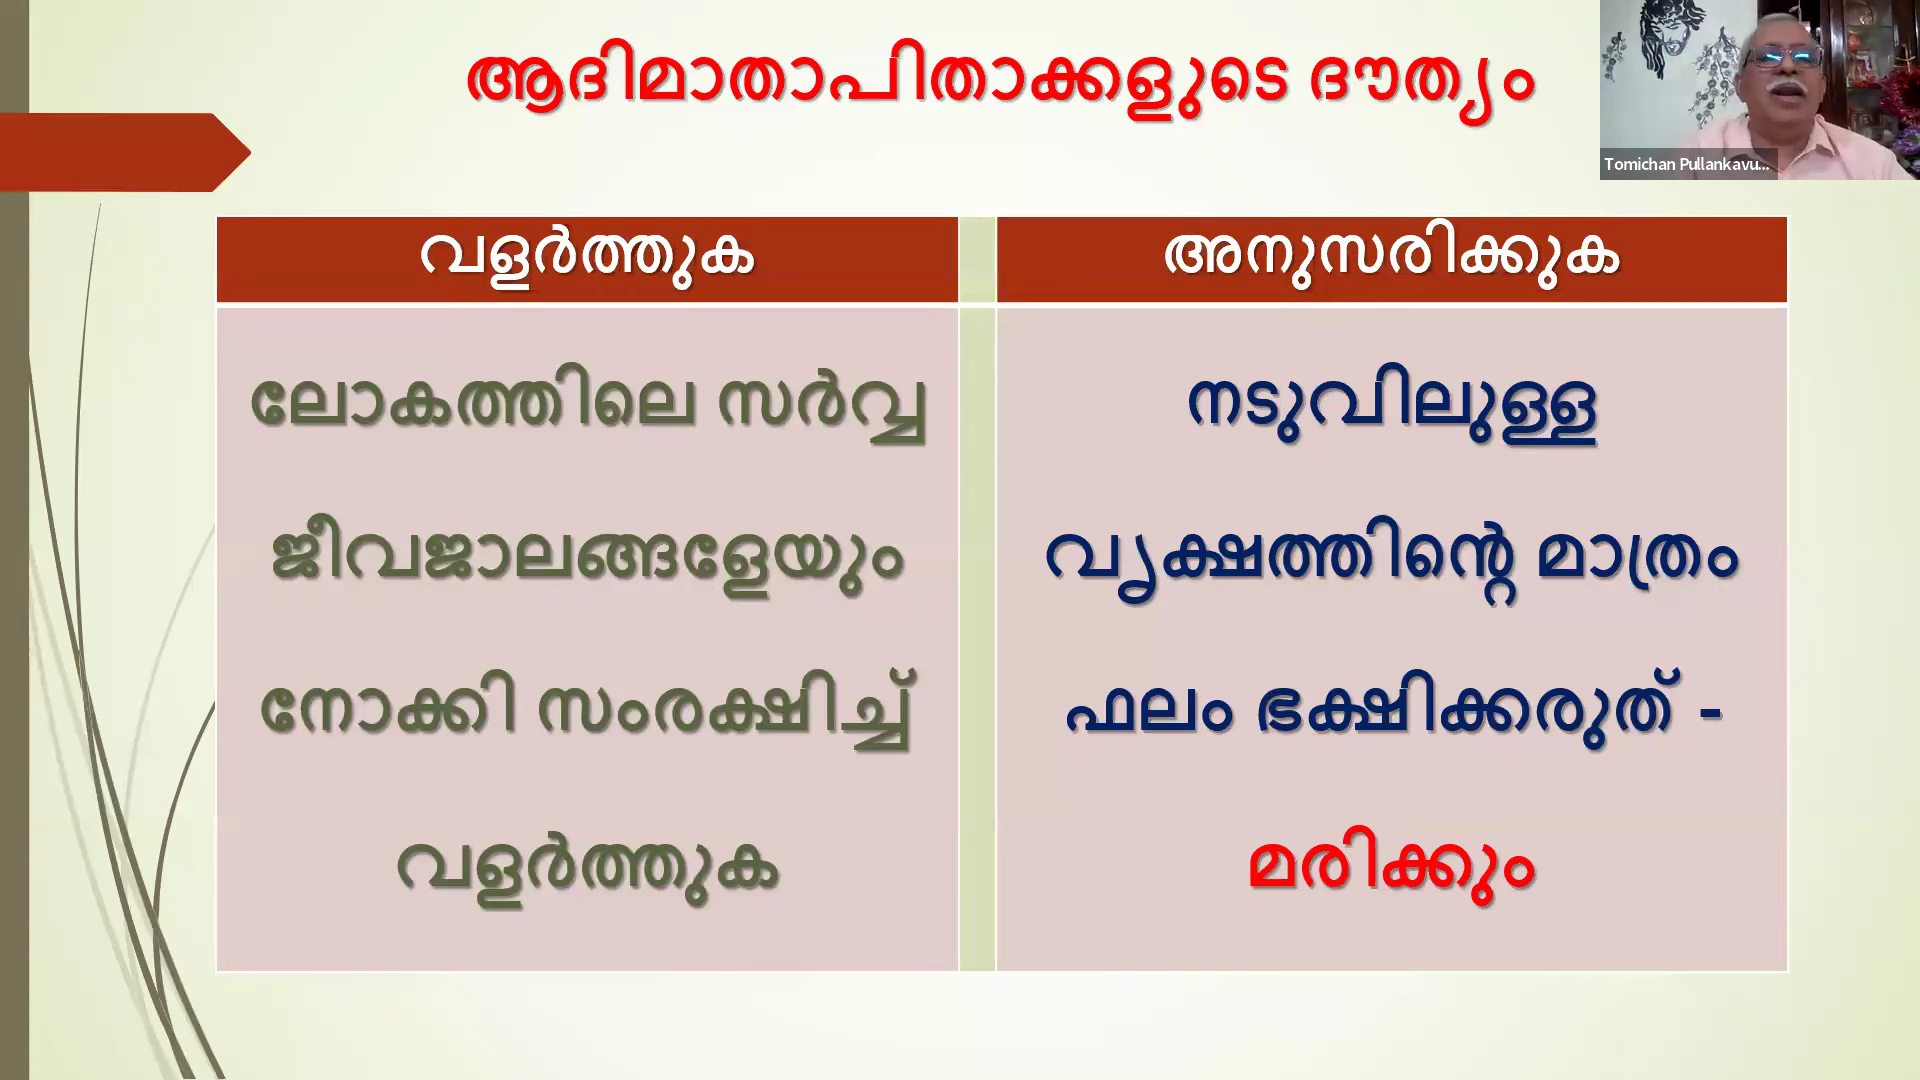 ആദിമാതാപിതാക്കളുടെ ദൗത്യം
Tomichan Pullankavu...
വളർത്തുക
അനുസരിക്കുക
ലോകത്തിലെ സർവ്വ
ജീവജാലങ്ങളേയും
നോക്കി സംരക്ഷിച്ച്
വളർത്തുക
നടുവിലുള്ള
വൃക്ഷത്തിന്റെ മാത്രം
ഫലം ഭക്ഷിക്കരുത് -
മരിക്കും